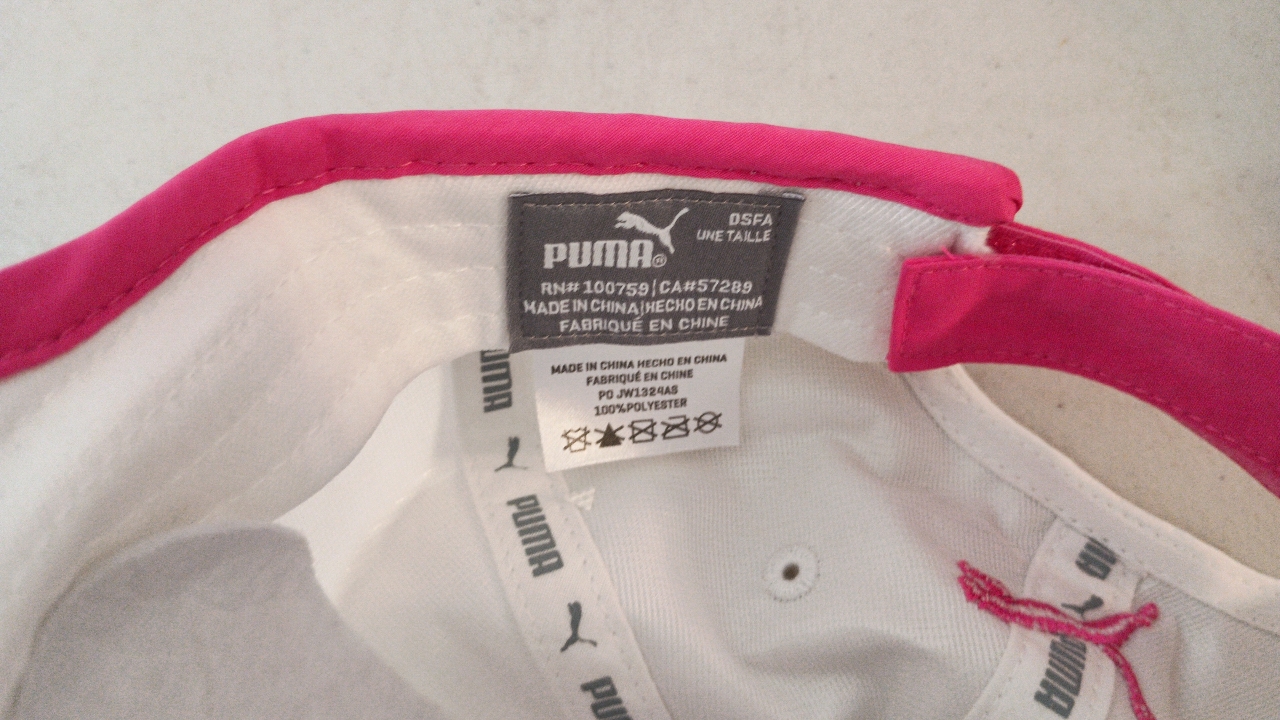 OSFA
UNE TAILLE
PUMA®
RN# 100759|CA#57289
MADE IN CHINA|HECHO EN CHINA
FABRIQUÉ EN CHINE
MADE IN CHINA HECHO EN CHINA
FABRIQUÉ EN CHINE
PO JW1324AS
100%POLYESTER
PUMA
PUMA
PUMA
PUMA